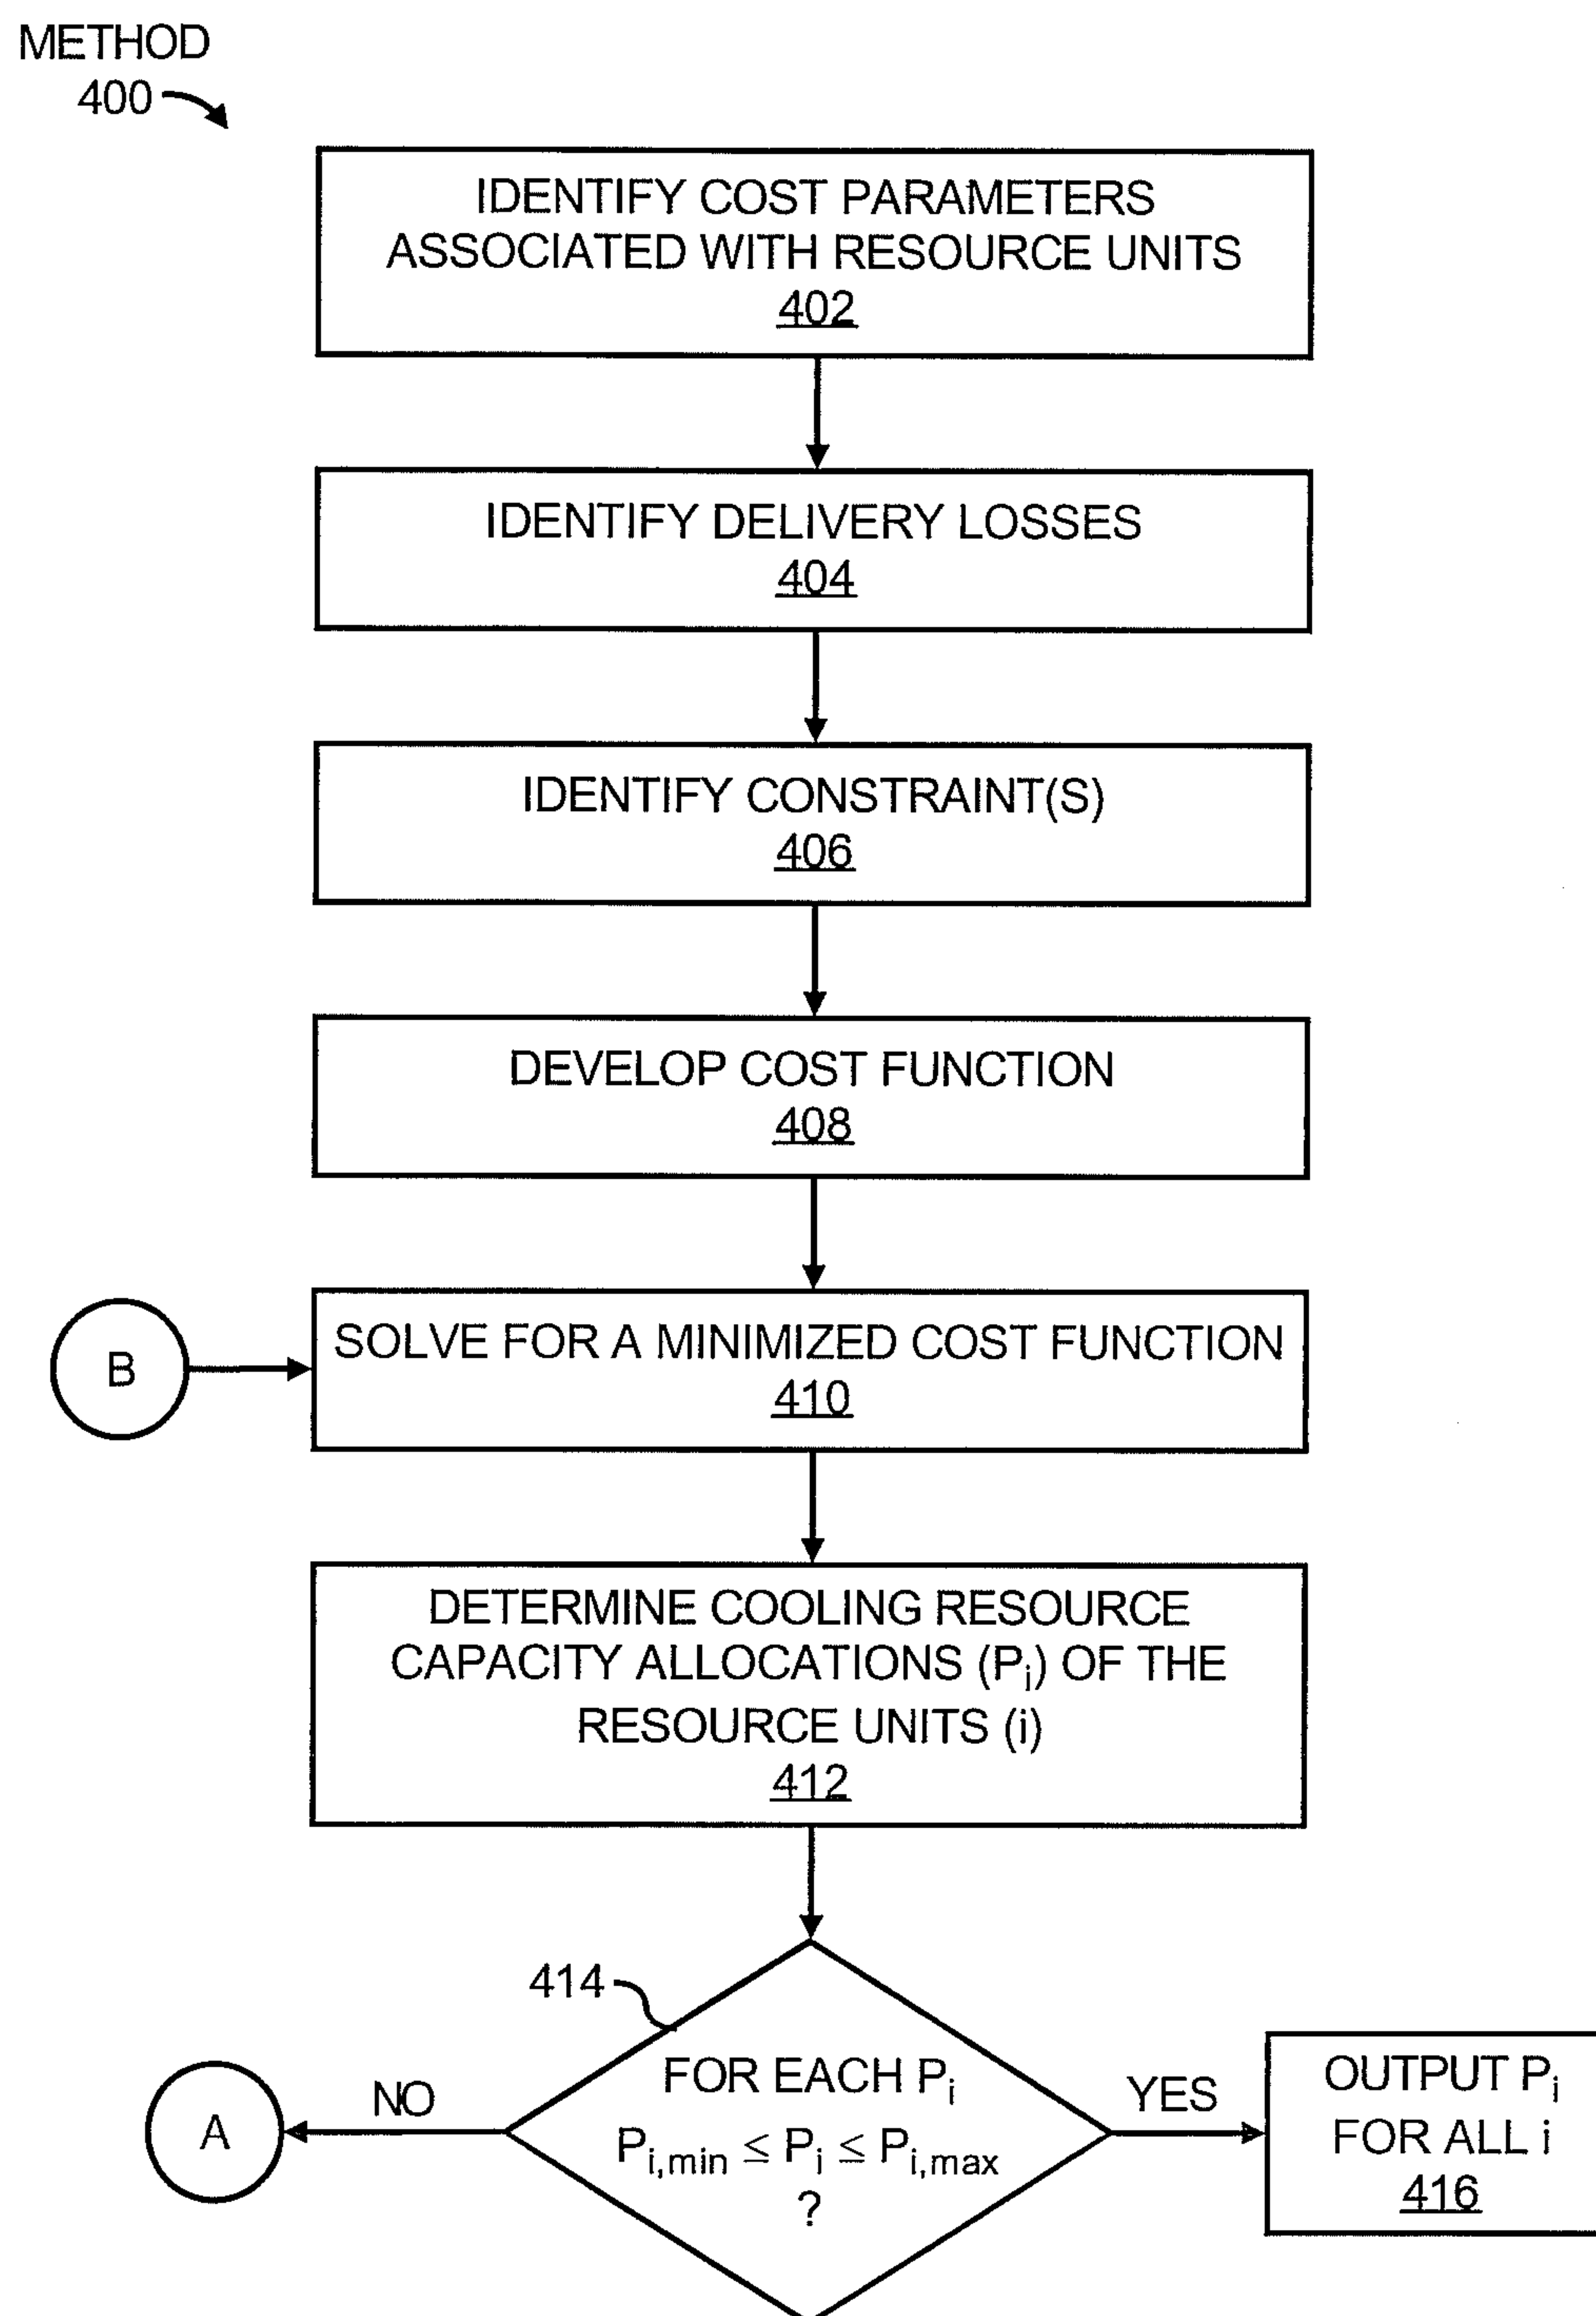 METHOD
400
IDENTIFY COST PARAMETERS
ASSOCIATED WITH RESOURCE UNITS
402
IDENTIFY DELIVERY LOSSES
404
IDENTIFY CONSTRAINT(S)
406
DEVELOP COST FUNCTION
408
B
SOLVE FOR A MINIMIZED COST FUNCTION
410
DETERMINE COOLING RESOURCE
CAPACITY ALLOCATIONS (Pi) OF THE
RESOURCE UNITS (i)
412
414
FOR EACH Pi
Pi,min ≤ Pi ≤ Pi,max
?
NO
A
YES
OUTPUT Pi
FOR ALL i
416